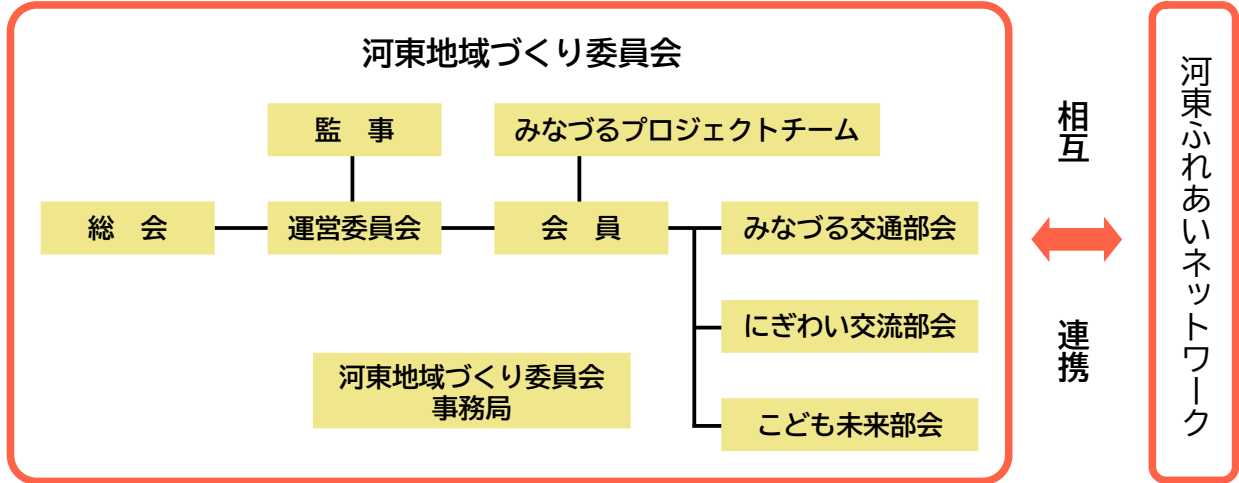 河東地域づくり委員会
監　事
みなづるプロジェクトチーム
総　会
運営委員会
会　員
みなづる交通部会
にぎわい交流部会
こども未来部会
河東地域づくり委員会
事務局
相互
連携
河東ふれあいネットワーク